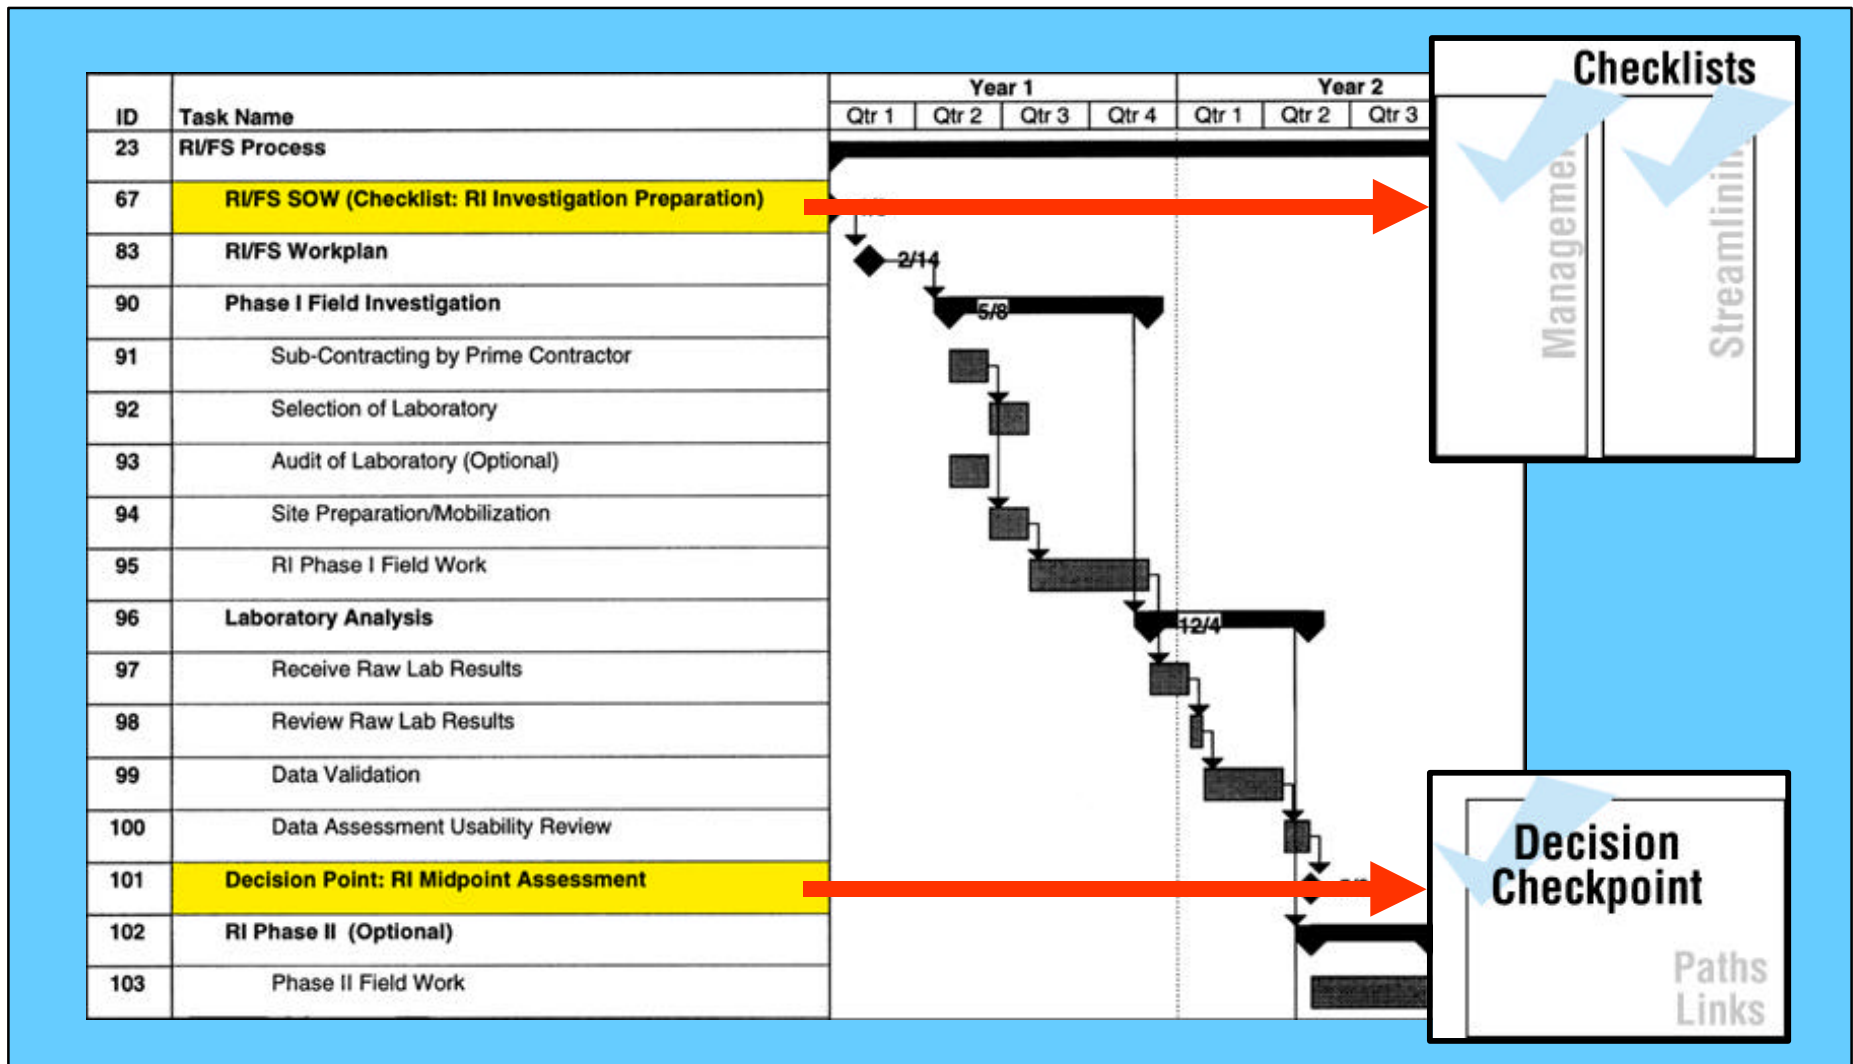 Year 1 Year 2
ID Task Name Qtr 1 Qtr 2 Qtr 3 Qtr 4 Qtr 1 Qtr 2 Qtr 3
23 RI/FS Process
67 RI/FS SOW (Checklist: RI Investigation Preparation)
83 RI/FS Workplan 2/14
90 Phase I Field Investigation 5/8
91 Sub-Contracting by Prime Contractor
92 Selection of Laboratory
93 Audit of Laboratory (Optional)
94 Site Preparation/Mobilization
95 RI Phase I Field Work
96 Laboratory Analysis 12/4
97 Receive Raw Lab Results
98 Review Raw Lab Results
99 Data Validation
100 Data Assessment Usability Review
101 Decision Point: RI Midpoint Assessment
102 RI Phase II (Optional)
103 Phase II Field Work
Checklists
Managemen
Streamlinin
Decision
Checkpoint
Paths
Links